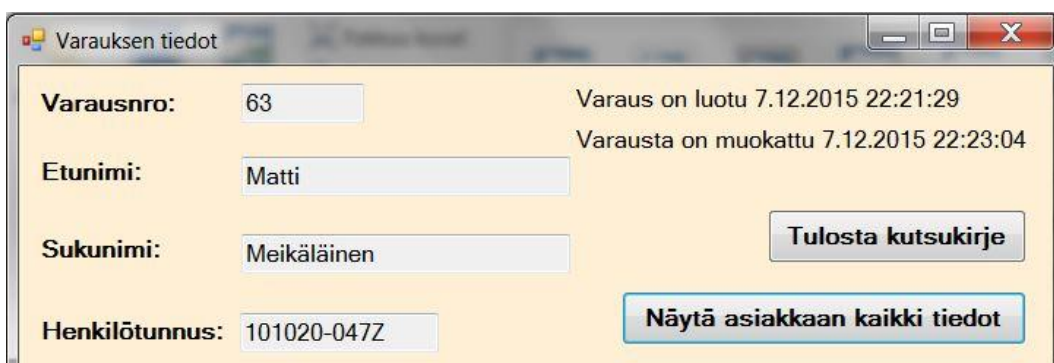 Varauksen tiedot
Varausnro: 63
Varaus on luotu 7.12.2015 22:21:29
Varausta on muokattu 7.12.2015 22:23:04
Etunimi: Matti
Sukunimi: Meikäläinen
Tulosta kutsukirje
Henkilötunnus: 101020-047Z
Näytä asiakkaan kaikki tiedot